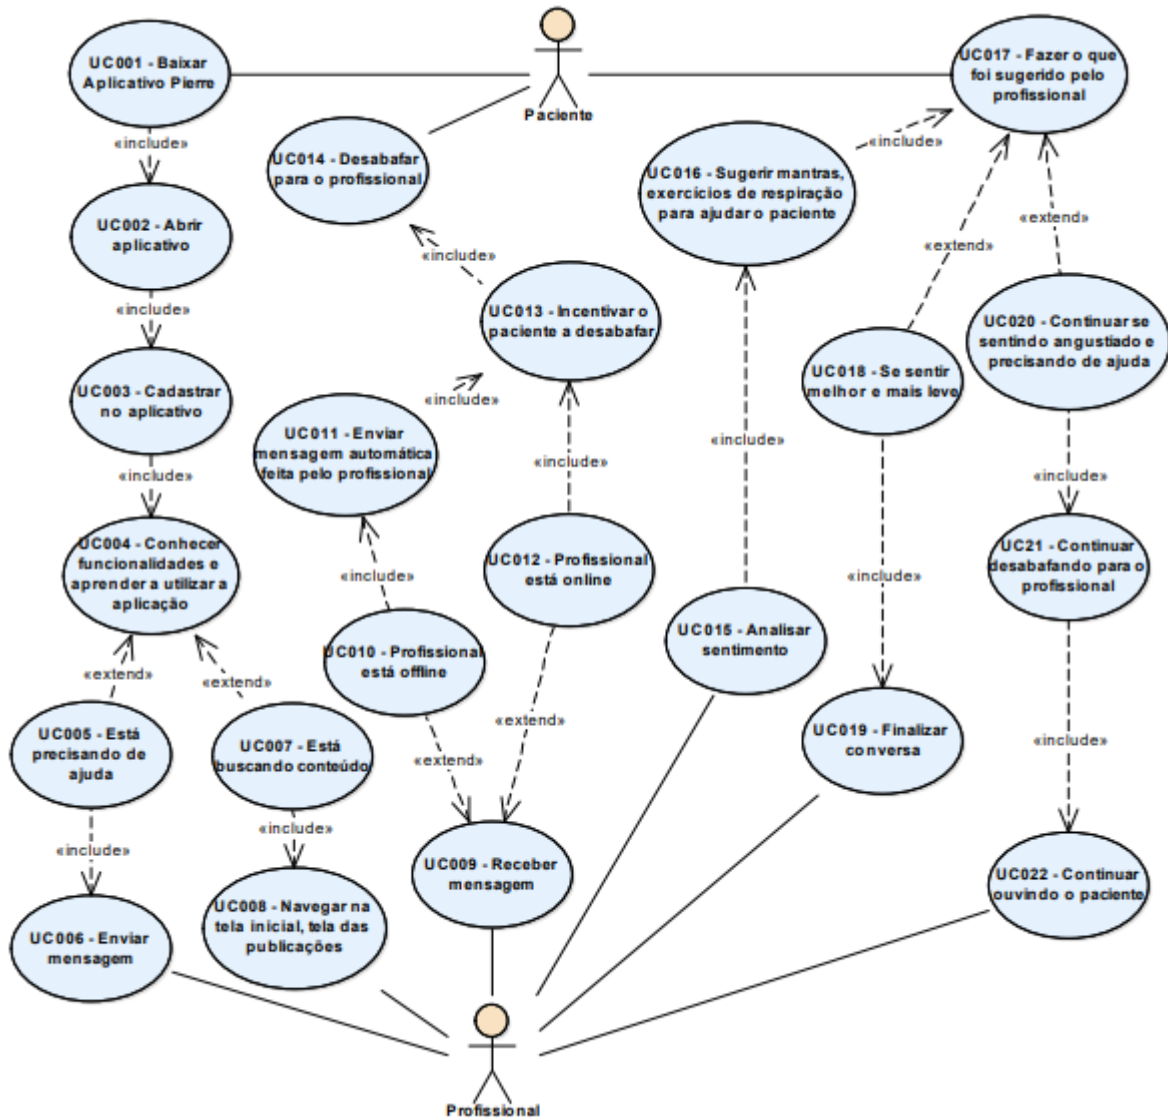 Paciente
UC001 - Baixar
Aplicativo Pierre
«include»
UC002 - Abrir
aplicativo
«include»
UC003 - Cadastrar
no aplicativo
«include»
UC004 - Conhecer
funcionalidades e
aprender a utilizar a
aplicação
«extend»
«extend»
UC005 - Está
precisando de
ajuda
«include»
UC006 - Enviar
mensagem
UC007 - Está
buscando conteúdo
«include»
UC008 - Navegar na
tela inicial, tela das
publicações
UC014 - Desabafar
para o profissional
«include»
UC013 - Incentivar o
paciente a desabafar
«include»
UC011 - Enviar
mensagem automática
feita pelo profissional
«include»
«include»
UC012 - Profissional
está online
UC010 - Profissional
está offline
«extend»
«extend»
UC009 - Receber
mensagem
UC017 - Fazer o que
foi sugerido pelo
profissional
«include»
UC016 - Sugerir mantras,
exercícios de respiração
para ajudar o paciente
«include»
UC015 - Analisar
sentimento
«extend»
«extend»
UC018 - Se sentir
melhor e mais leve
«include»
UC019 - Finalizar
conversa
UC020 - Continuar se
sentindo angustiado e
precisando de ajuda
«include»
UC21 - Continuar
desabafando para o
profissional
«include»
UC022 - Continuar
ouvindo o paciente
Profissional